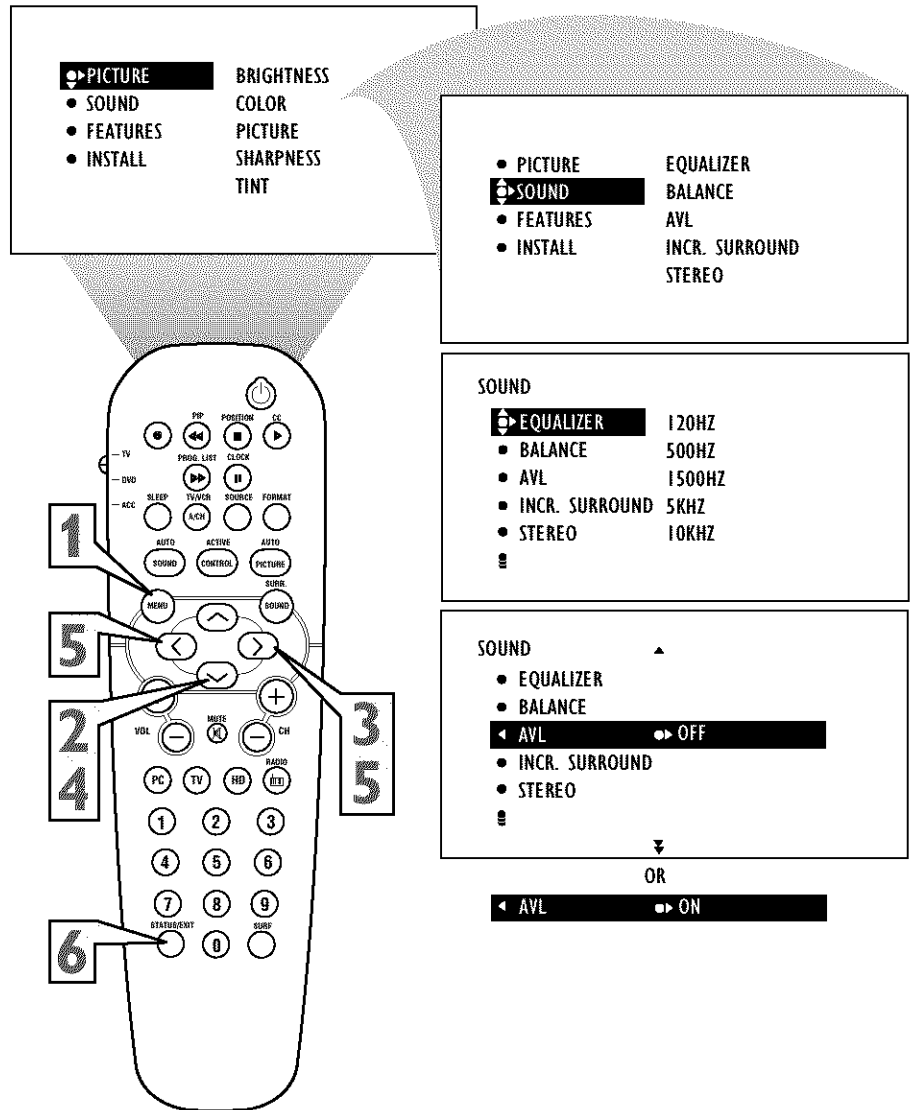 PICTURE BRIGHTNESS
SOUND COLOR
FEATURES PICTURE
INSTALL SHARPNESS
TINT
PICTURE EQUALIZER
SOUND BALANCE
FEATURES AVL
INSTALL INCR. SURROUND
STEREO
SOUND
EQUALIZER 120HZ
BALANCE 500HZ
AVL 1500HZ
INCR. SURROUND 5KHZ
STEREO 10KHZ
SOUND
EQUALIZER
BALANCE
AVL OFF
INCR. SURROUND
STEREO
OR
AVL ON
PIP POSITION CC
TV
PROG. LIST CLOCK
DVD
ACC
SLEEP TV/VCR SOURCE FORMAT
A/CH
AUTO ACTIVE AUTO
SOUND CONTROL PICTURE
SURR.
MENU SOUND
1
5
2
4
3
5
VOL MUTE CH
RADIO
PC TV HD
1 2 3
4 5 6
7 8 9
STATUS/EXIT SURF
0
6